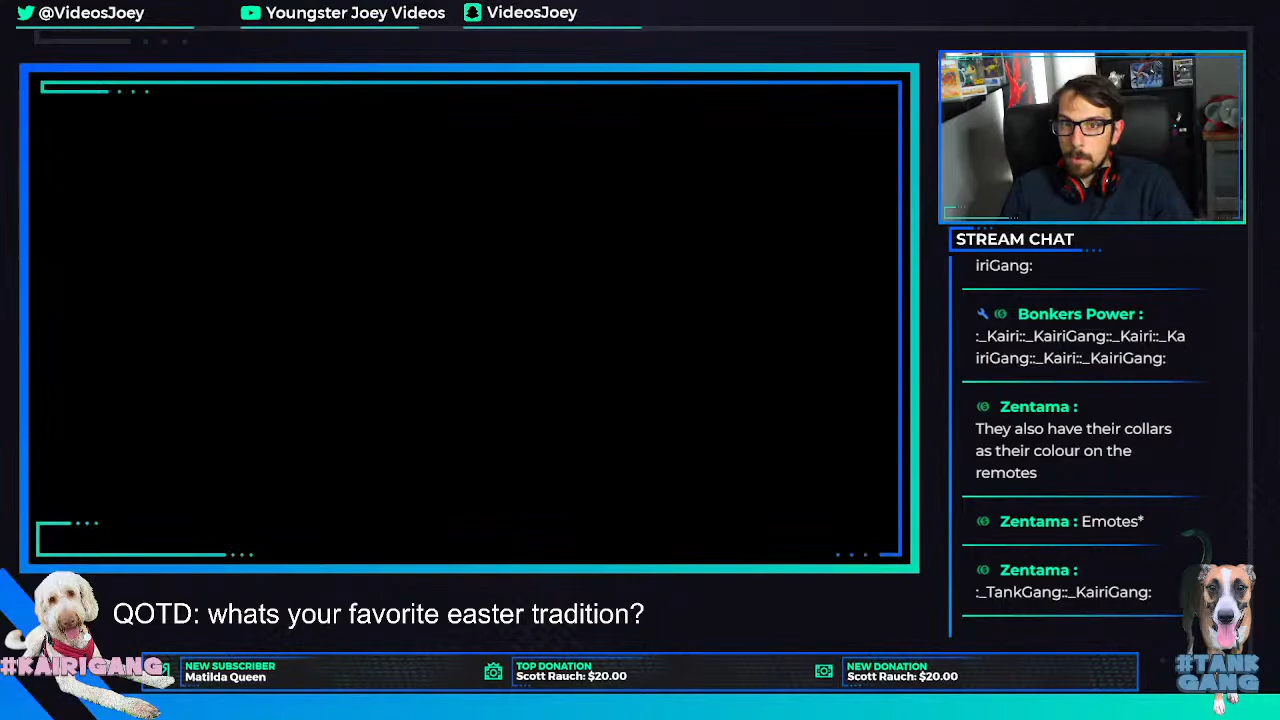 @VideosJoey
Youngster Joey Videos
VideosJoey
STREAM CHAT
iriGang:
Bonkers Power :
:_Kairi::_KairiGang::_Kairi::_Ka
iriGang::_Kairi::_KairiGang:
Zentama :
They also have their collars
as their colour on the
remotes
Zentama : Emotes*
Zentama :
:_TankGang::_KairiGang:
QOTD: whats your favorite easter tradition?
#KAIRIGANG
NEW SUBSCRIBER
Matilda Queen
TOP DONATION
Scott Rauch: $20.00
NEW DONATION
Scott Rauch: $20.00
#TANK
GANG